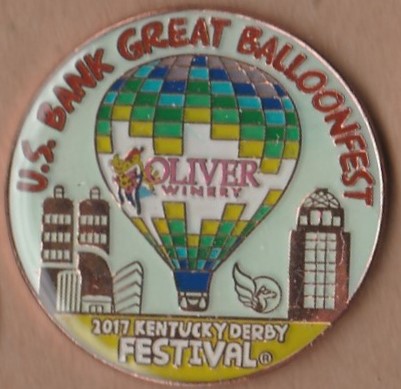 U.S. BANK GREAT BALLOONFEST
OLIVER
WINERY
2017 KENTUCKY DERBY
FESTIVAL®